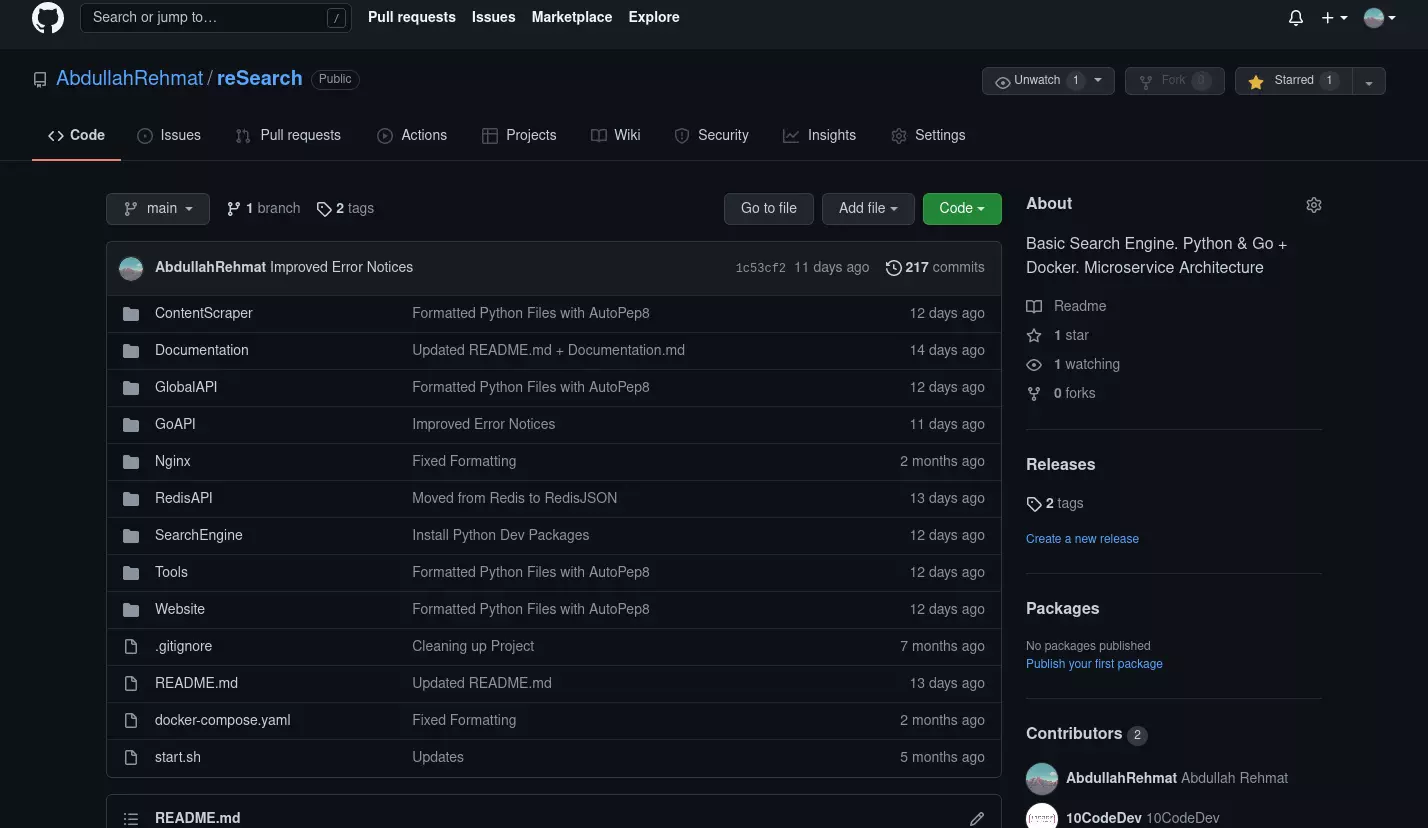 Search or jump to… / Pull requests Issues Marketplace Explore
AbdullahRehmat / reSearch Public Unwatch 1 Fork 0 Starred 1
Code Issues Pull requests Actions Projects Wiki Security Insights Settings
main 1 branch 2 tags Go to file Add file Code
AbdullahRehmat Improved Error Notices 1c53cf2 11 days ago 217 commits
ContentScraper Formatted Python Files with AutoPep8 12 days ago
Documentation Updated README.md + Documentation.md 14 days ago
GlobalAPI Formatted Python Files with AutoPep8 12 days ago
GoAPI Improved Error Notices 11 days ago
Nginx Fixed Formatting 2 months ago
RedisAPI Moved from Redis to RedisJSON 13 days ago
SearchEngine Install Python Dev Packages 12 days ago
Tools Formatted Python Files with AutoPep8 12 days ago
Website Formatted Python Files with AutoPep8 12 days ago
.gitignore Cleaning up Project 7 months ago
README.md Updated README.md 13 days ago
docker-compose.yaml Fixed Formatting 2 months ago
start.sh Updates 5 months ago
README.md
About
Basic Search Engine. Python & Go +
Docker. Microservice Architecture
Readme
1 star
1 watching
0 forks
Releases
2 tags
Create a new release
Packages
No packages published
Publish your first package
Contributors 2
AbdullahRehmat Abdullah Rehmat
10CodeDev 10CodeDev